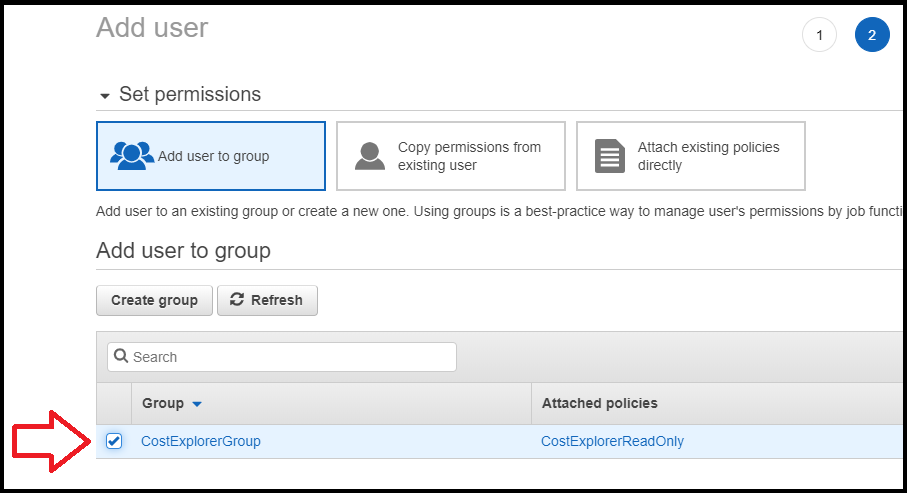 Add user
1
2
Set permissions
Add user to group
Copy permissions from
existing user
Attach existing policies
directly
Add user to an existing group or create a new one. Using groups is a best-practice way to manage user's permissions by job functi
Add user to group
Create group
Refresh
Search
Group
Attached policies
CostExplorerGroup
CostExplorerReadOnly